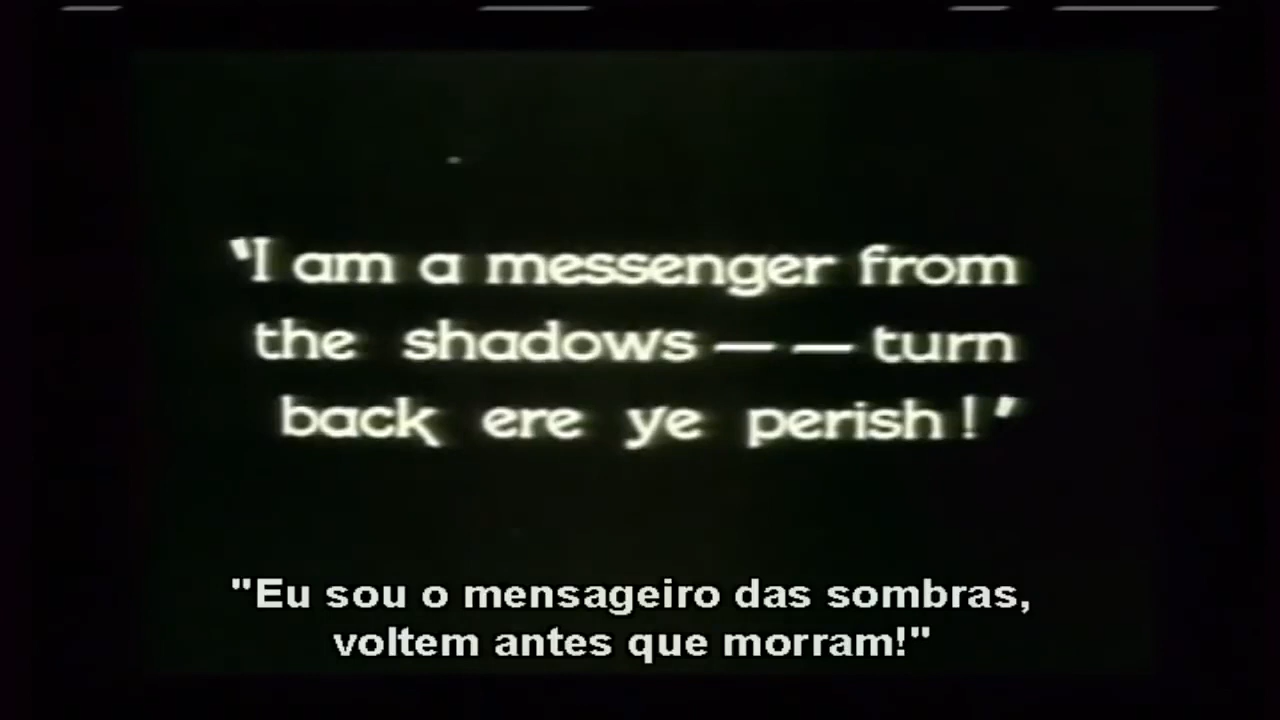 "I am a messenger from
the shadows — — turn
back ere ye perish!"
"Eu sou o mensageiro das sombras,
voltem antes que morram!"